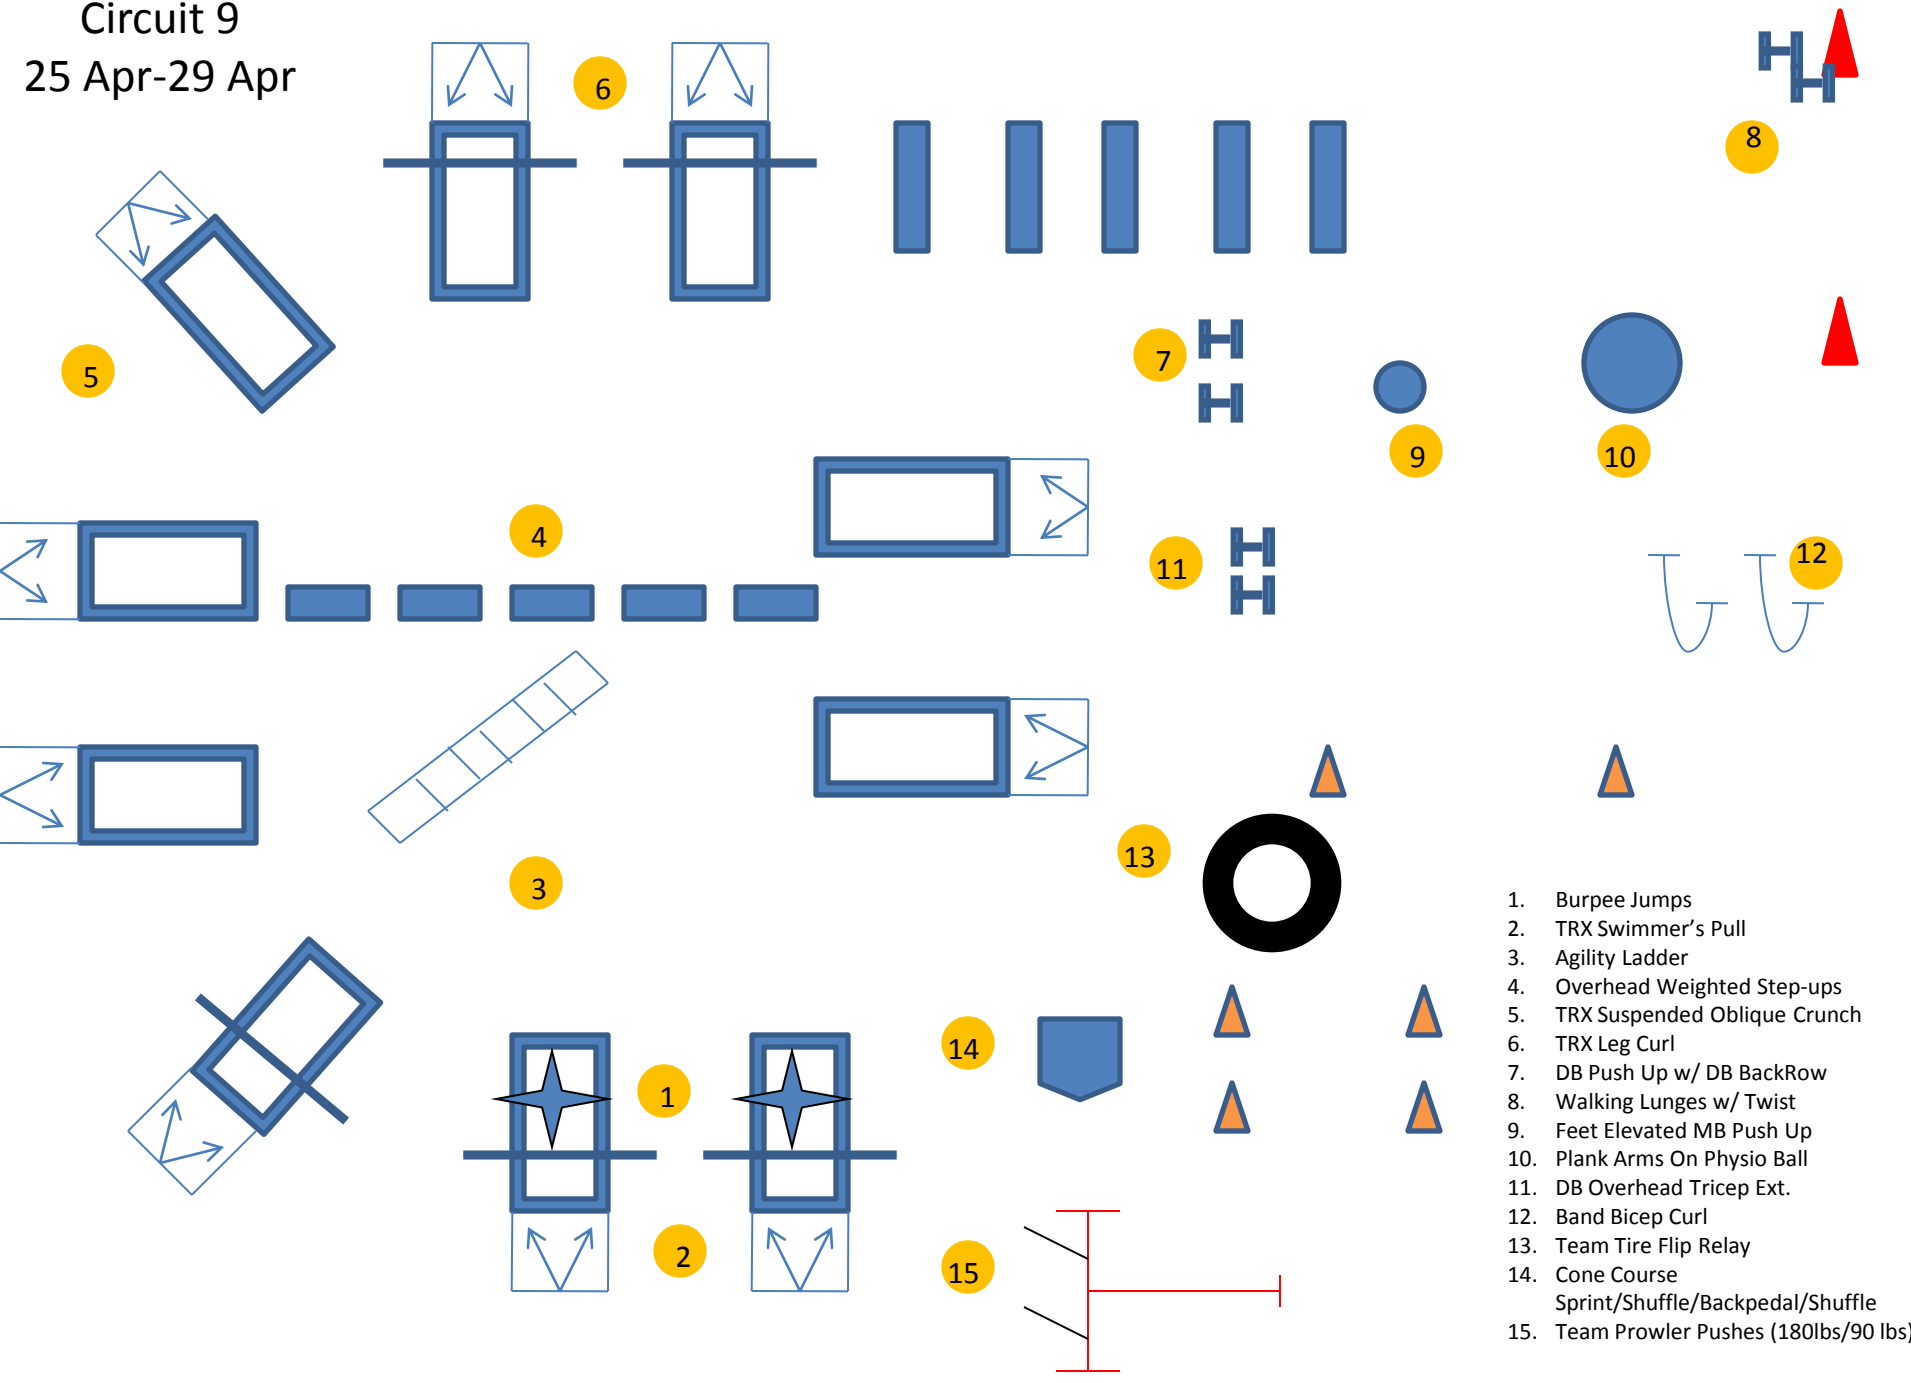 Circuit 9
25 Apr-29 Apr
6
8
5
7
9
10
4
11
12
3
13
14
1
2
15
1. Burpee Jumps
2. TRX Swimmer’s Pull
3. Agility Ladder
4. Overhead Weighted Step-ups
5. TRX Suspended Oblique Crunch
6. TRX Leg Curl
7. DB Push Up w/ DB BackRow
8. Walking Lunges w/ Twist
9. Feet Elevated MB Push Up
10. Plank Arms On Physio Ball
11. DB Overhead Tricep Ext.
12. Band Bicep Curl
13. Team Tire Flip Relay
14. Cone Course
Sprint/Shuffle/Backpedal/Shuffle
15. Team Prowler Pushes (180lbs/90 lbs)